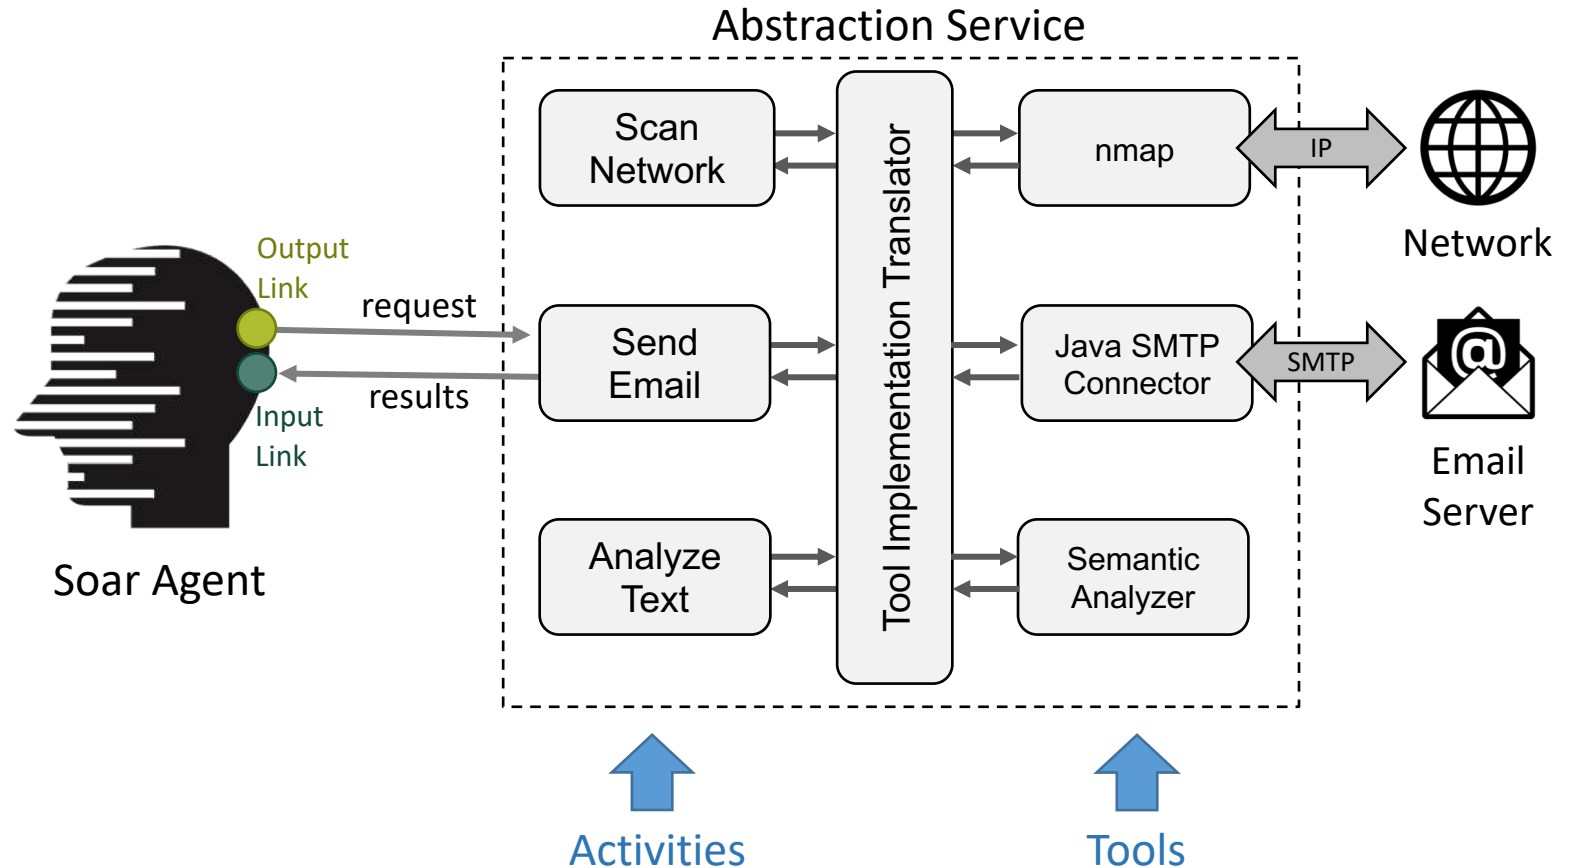 Abstraction Service
Scan
Network
nmap
IP
Network
Output
Link
request
results
Input
Link
Soar Agent
Send
Email
Tool Implementation Translator
Java SMTP
Connector
SMTP
Email
Server
Analyze
Text
Semantic
Analyzer
Activities
Tools